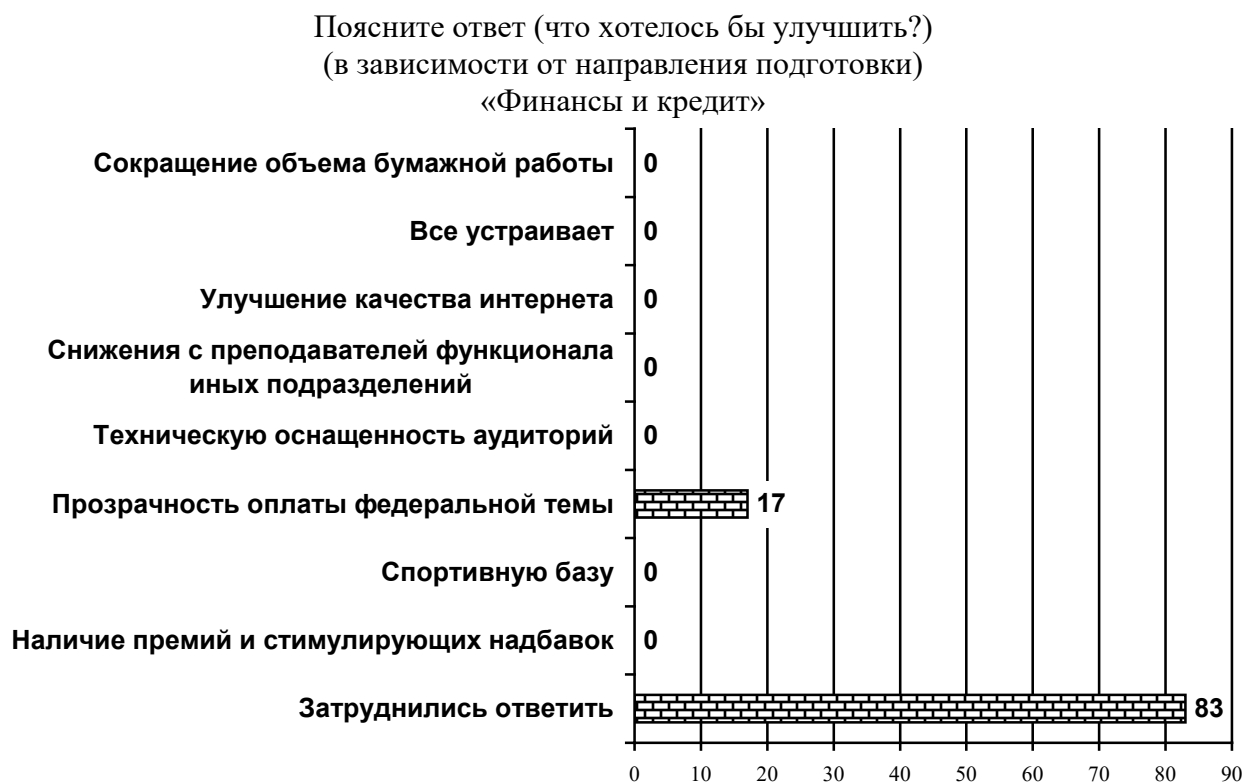 Поясните ответ (что хотелось бы улучшить?)
(в зависимости от направления подготовки)
«Финансы и кредит»
Сокращение объема бумажной работы 0
Все устраивает 0
Улучшение качества интернета 0
Снижения с преподавателей функционала
иных подразделений 0
Техническую оснащенность аудиторий 0
Прозрачность оплаты федеральной темы 17
Спортивную базу 0
Наличие премий и стимулирующих надбавок 0
Затруднились ответить 83
0 10 20 30 40 50 60 70 80 90